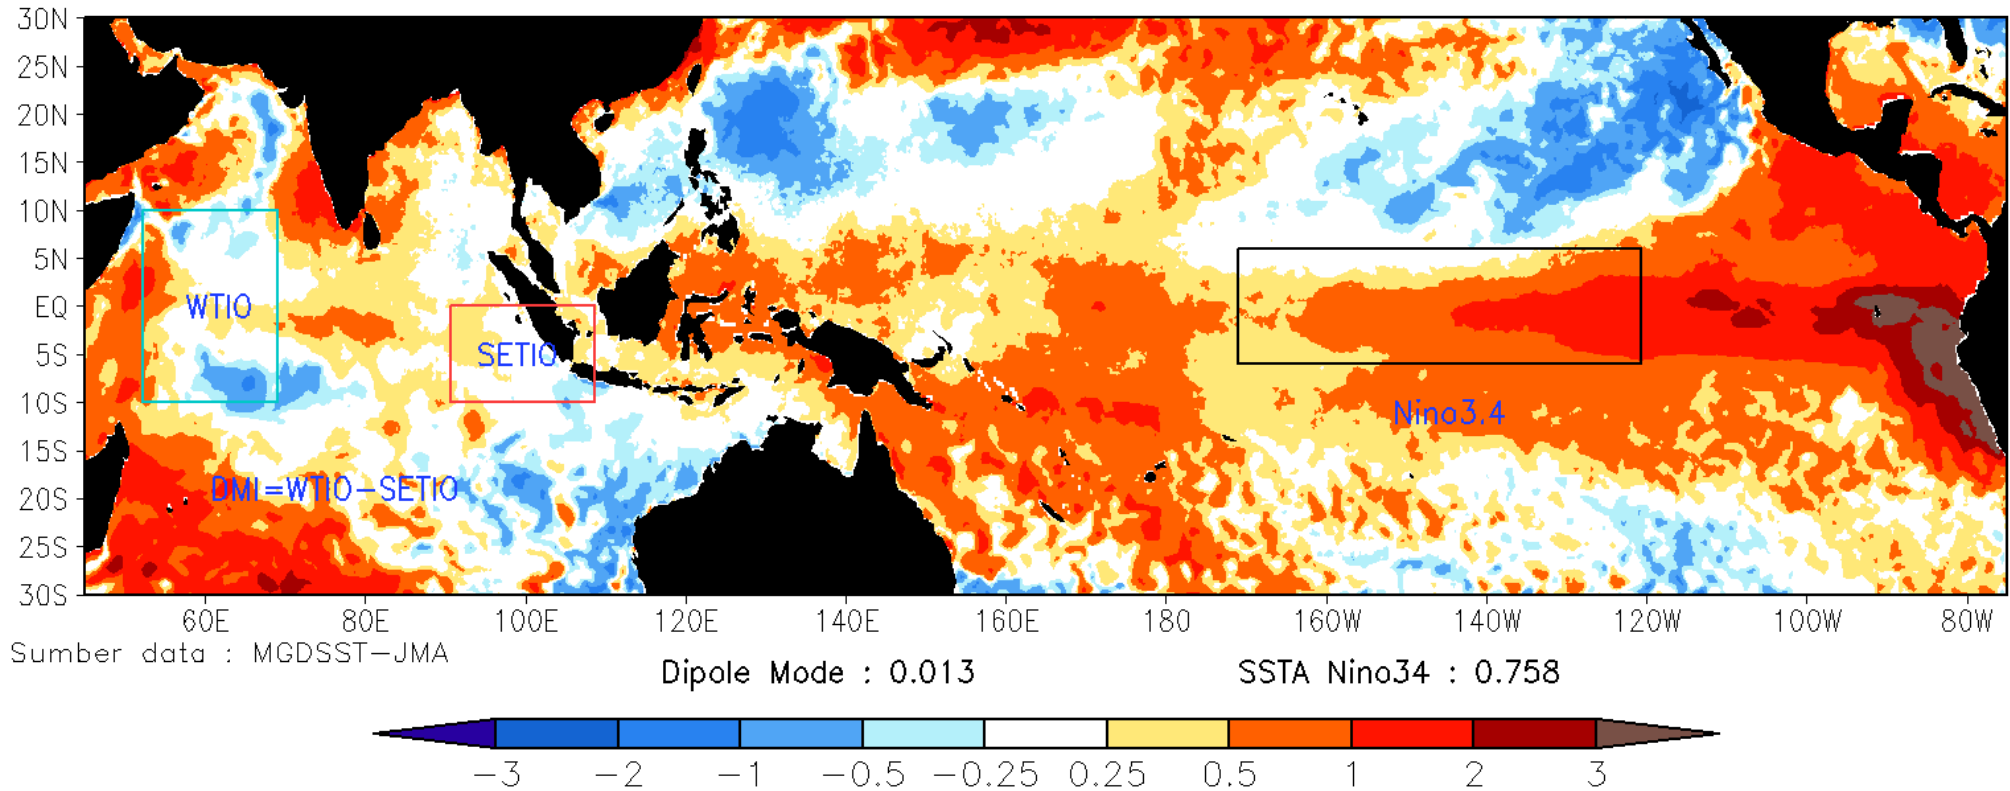 30N
25N
20N
15N
10N
5N
EQ
5S
10S
15S
20S
25S
30S
WTIO
SETIO
Nino3.4
DMI=WTIO-SETIO
60E 80E 100E 120E 140E 160E 180 160W 140W 120W 100W 80W
Sumber data : MGDSST-JMA
Dipole Mode : 0.013 SSTA Nino34 : 0.758
-3 -2 -1 -0.5 -0.25 0.25 0.5 1 2 3